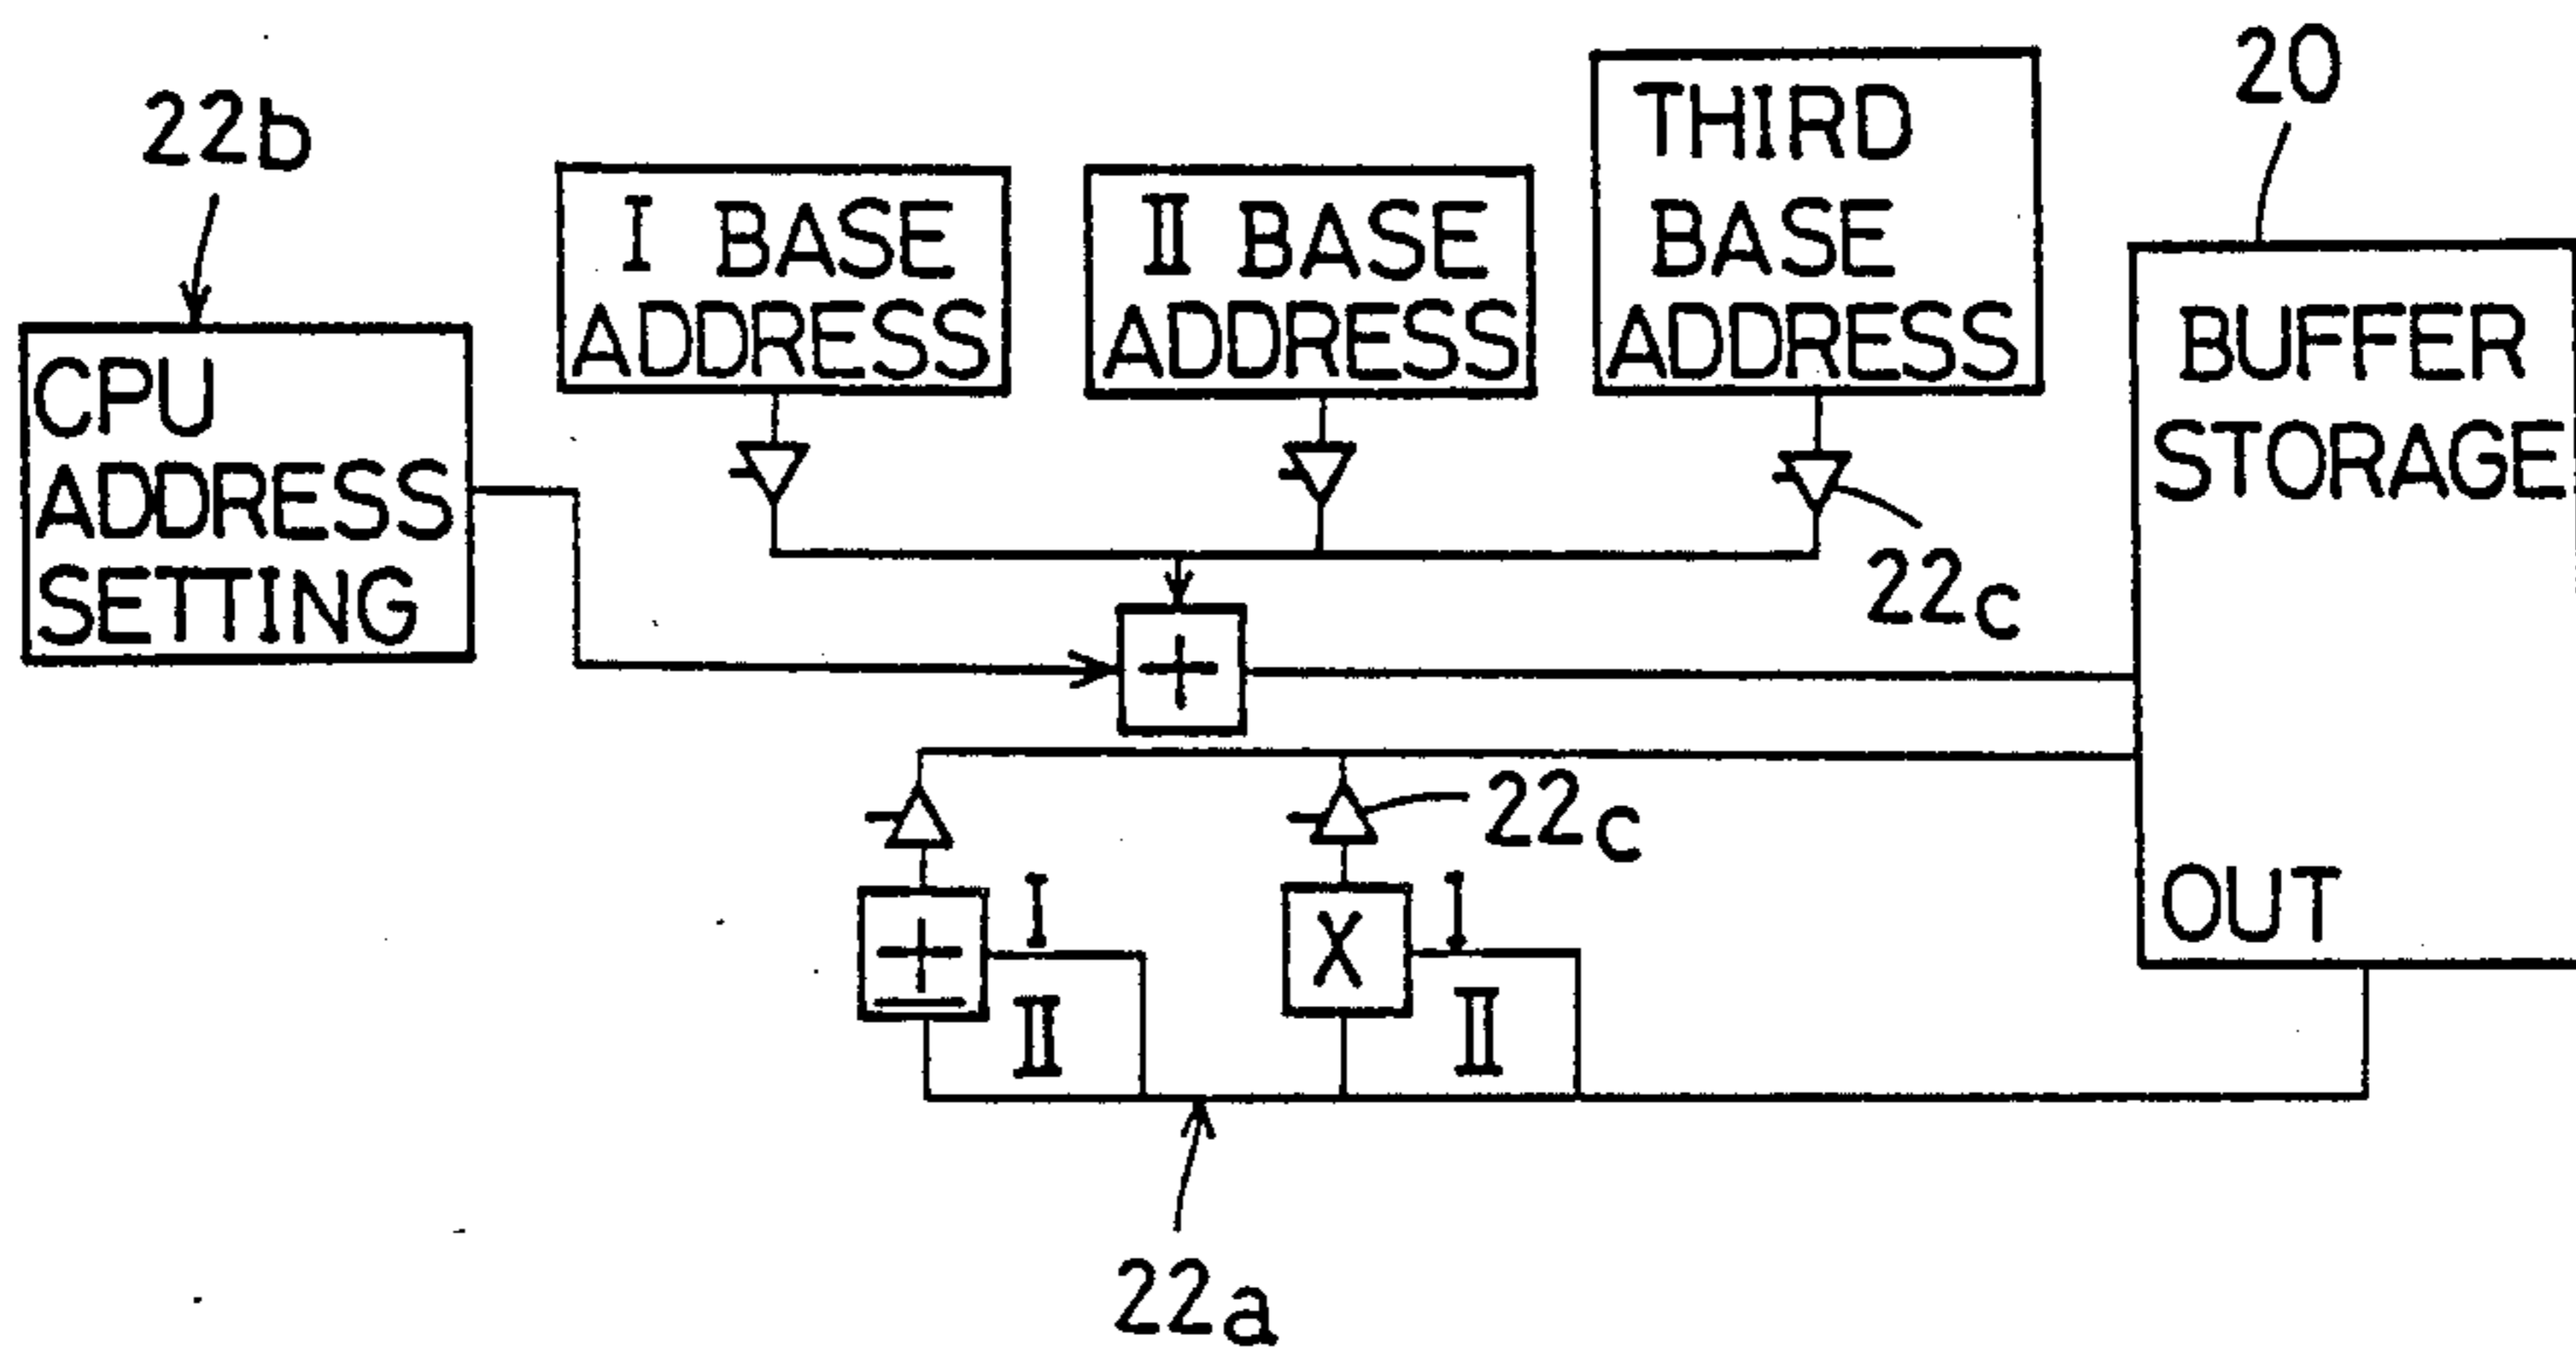 22b
I BASE
ADDRESS
II BASE
ADDRESS
THIRD
BASE
ADDRESS
20
CPU
ADDRESS
SETTING
BUFFER
STORAGE
22c
+
22c
±
I
II
X
I
II
OUT
22a